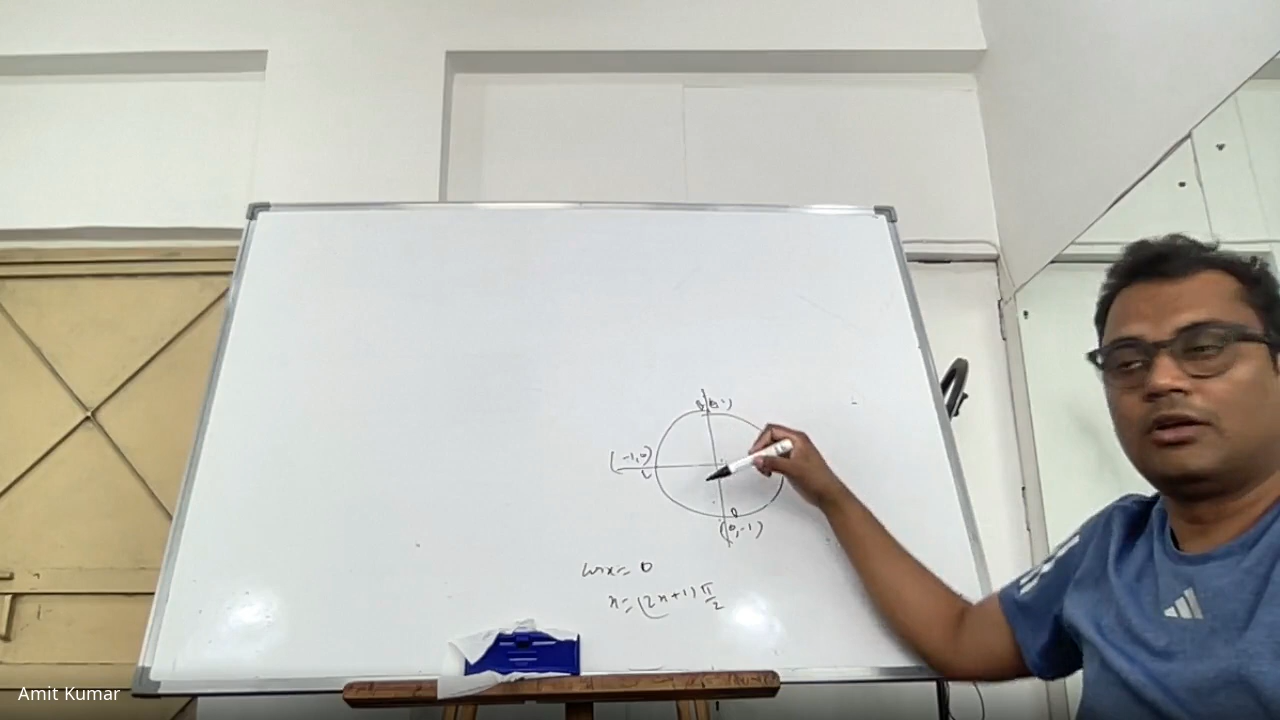 B (0,1)
(-1,0)
D
(0,-1)
cos x = 0
x = (2n+1) π/2
Amit Kumar